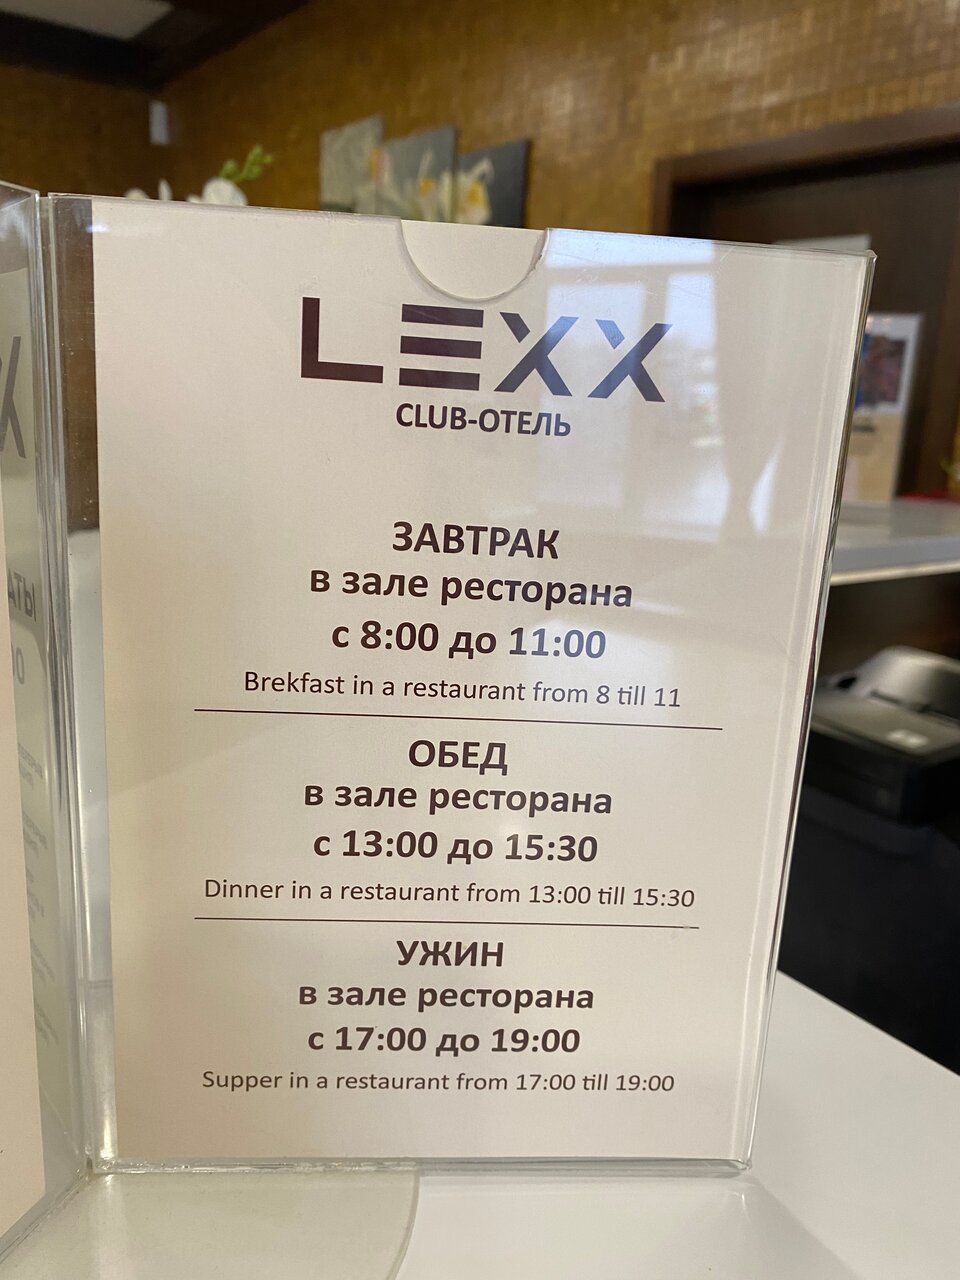 LEXX
CLUB-ОТЕЛЬ
ЗАВТРАК
в зале ресторана
с 8:00 до 11:00
Brekfast in a restaurant from 8 till 11
ОБЕД
в зале ресторана
с 13:00 до 15:30
Dinner in a restaurant from 13:00 till 15:30
УЖИН
в зале ресторана
с 17:00 до 19:00
Supper in a restaurant from 17:00 till 19:00